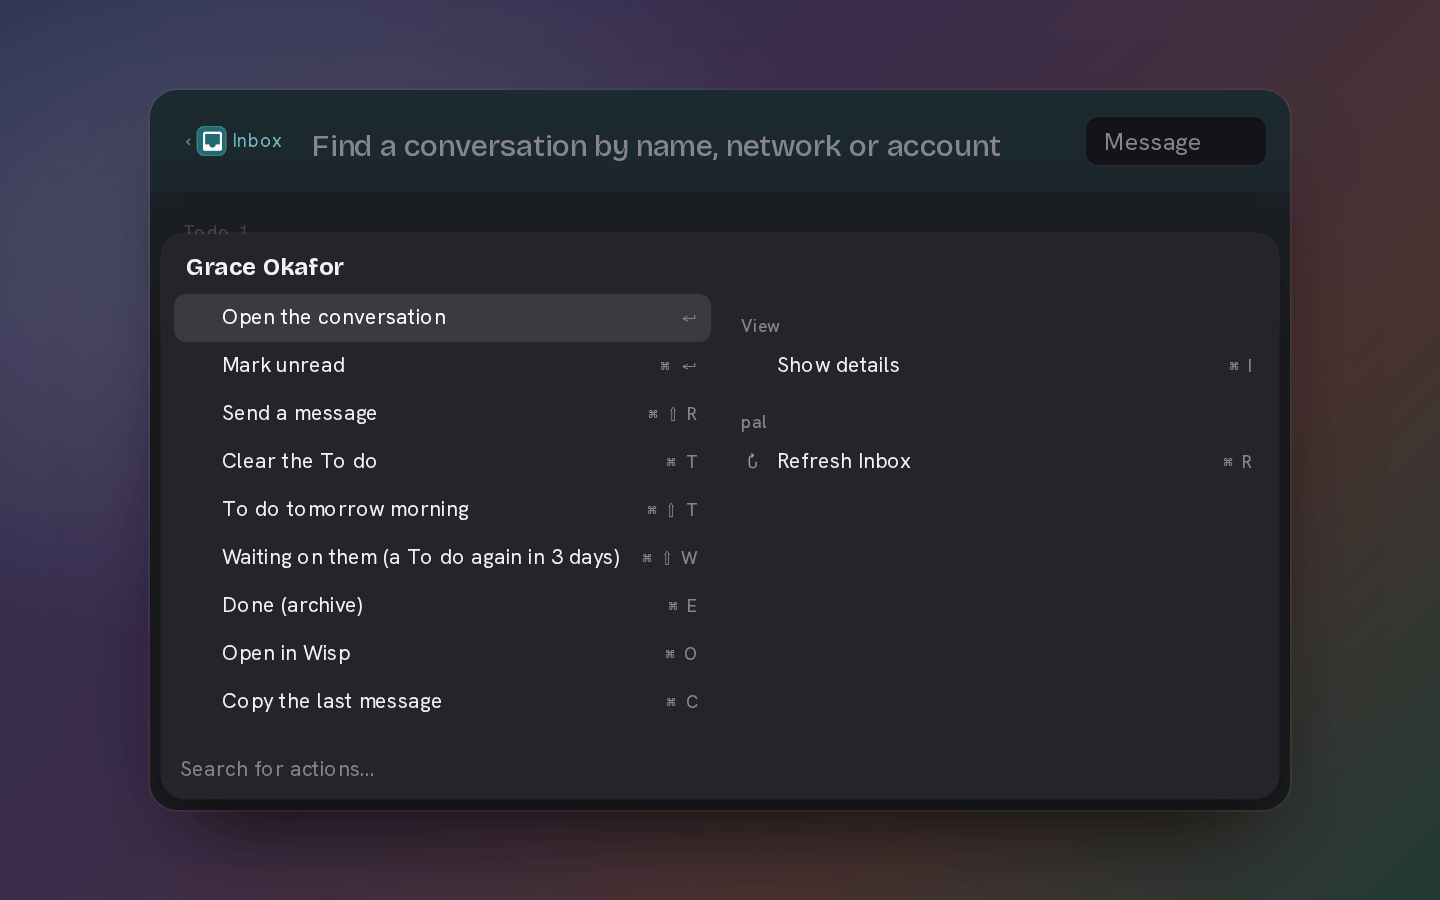 ‹ Inbox
Find a conversation by name, network or account
Message
Todo 1
Grace Okafor
Open the conversation ↩
Mark unread ⌘ ↩
Send a message ⌘ ⇧ R
Clear the To do ⌘ T
To do tomorrow morning ⌘ ⇧ T
Waiting on them (a To do again in 3 days) ⌘ ⇧ W
Done (archive) ⌘ E
Open in Wisp ⌘ O
Copy the last message ⌘ C
View
Show details ⌘ I
pal
Refresh Inbox ⌘ R
Search for actions...